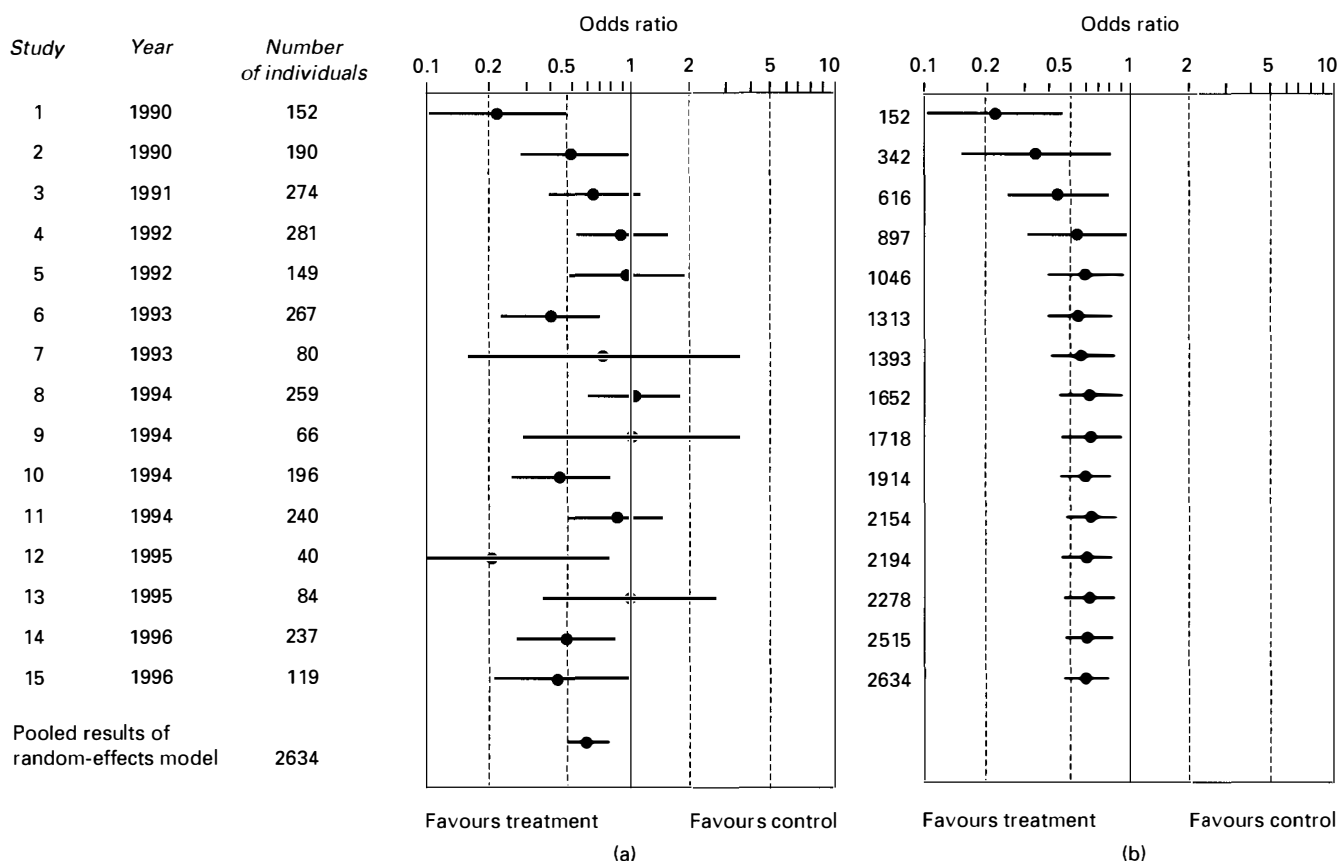 Odds ratio Odds ratio
Study Year Number of individuals
0.1 0.2 0.5 1 2 5 10 0.1 0.2 0.5 1 2 5 10
1 1990 152 152
2 1990 190 342
3 1991 274 616
4 1992 281 897
5 1992 149 1046
6 1993 267 1313
7 1993 80 1393
8 1994 259 1652
9 1994 66 1718
10 1994 196 1914
11 1994 240 2154
12 1995 40 2194
13 1995 84 2278
14 1996 237 2515
15 1996 119 2634
Pooled results of
random-effects model 2634
Favours treatment Favours control Favours treatment Favours control
(a) (b)